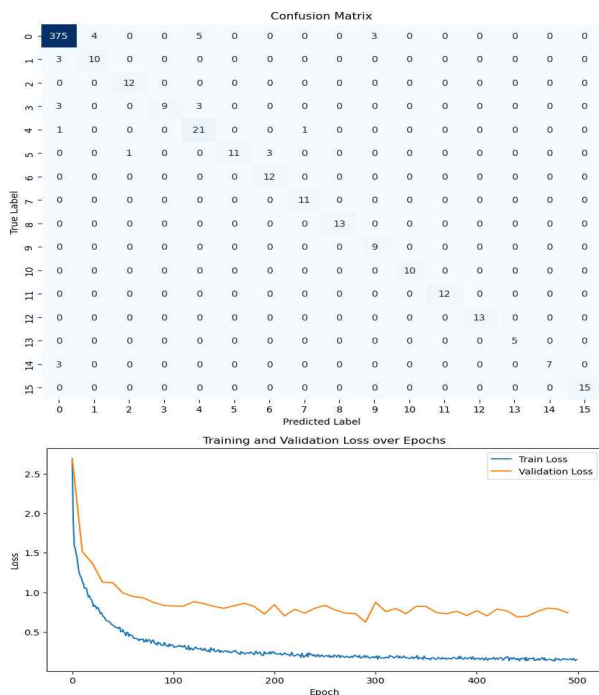 Confusion Matrix
0 375 4 0 0 5 0 0 0 0 3 0 0 0 0 0 0
1 3 10 0 0 0 0 0 0 0 0 0 0 0 0 0 0
2 0 0 12 0 0 0 0 0 0 0 0 0 0 0 0 0
3 3 0 0 9 3 0 0 0 0 0 0 0 0 0 0 0
4 1 0 0 0 21 0 0 1 0 0 0 0 0 0 0 0
5 0 0 1 0 0 11 3 0 0 0 0 0 0 0 0 0
6 0 0 0 0 0 0 12 0 0 0 0 0 0 0 0 0
7 0 0 0 0 0 0 0 11 0 0 0 0 0 0 0 0
8 0 0 0 0 0 0 0 0 13 0 0 0 0 0 0 0
9 0 0 0 0 0 0 0 0 0 9 0 0 0 0 0 0
10 0 0 0 0 0 0 0 0 0 0 10 0 0 0 0 0
11 0 0 0 0 0 0 0 0 0 0 0 12 0 0 0 0
12 0 0 0 0 0 0 0 0 0 0 0 0 13 0 0 0
13 0 0 0 0 0 0 0 0 0 0 0 0 0 5 0 0
14 3 0 0 0 0 0 0 0 0 0 0 0 0 0 7 0
15 0 0 0 0 0 0 0 0 0 0 0 0 0 0 0 15
True Label
0 1 2 3 4 5 6 7 8 9 10 11 12 13 14 15
Predicted Label
Training and Validation Loss over Epochs
Train Loss
Validation Loss
2.5
2.0
1.5
1.0
0.5
Loss
0 100 200 300 400 500
Epoch